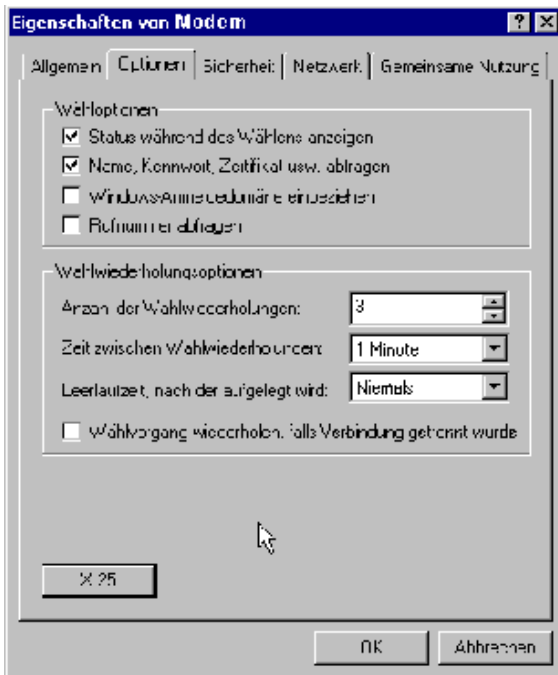 Eigenschaften von Modem
Allgemein Optionen Sicherheit Netzwerk Gemeinsame Nutzung
Wähloptionen
Status während des Wählens anzeigen
Name, Kennwort, Zertifikat usw. abfragen
Windows-Anmeldedomäne einbeziehen
Rufnummer abfragen
Wahlwiederholungsoptionen
Anzahl der Wahlwiederholungen: 3
Zeit zwischen Wahlwiederholungen: 1 Minute
Leerlaufzeit, nach der aufgelegt wird: Niemals
Wählvorgang wiederholen, falls Verbindung getrennt wurde
X.25
OK Abbrechen